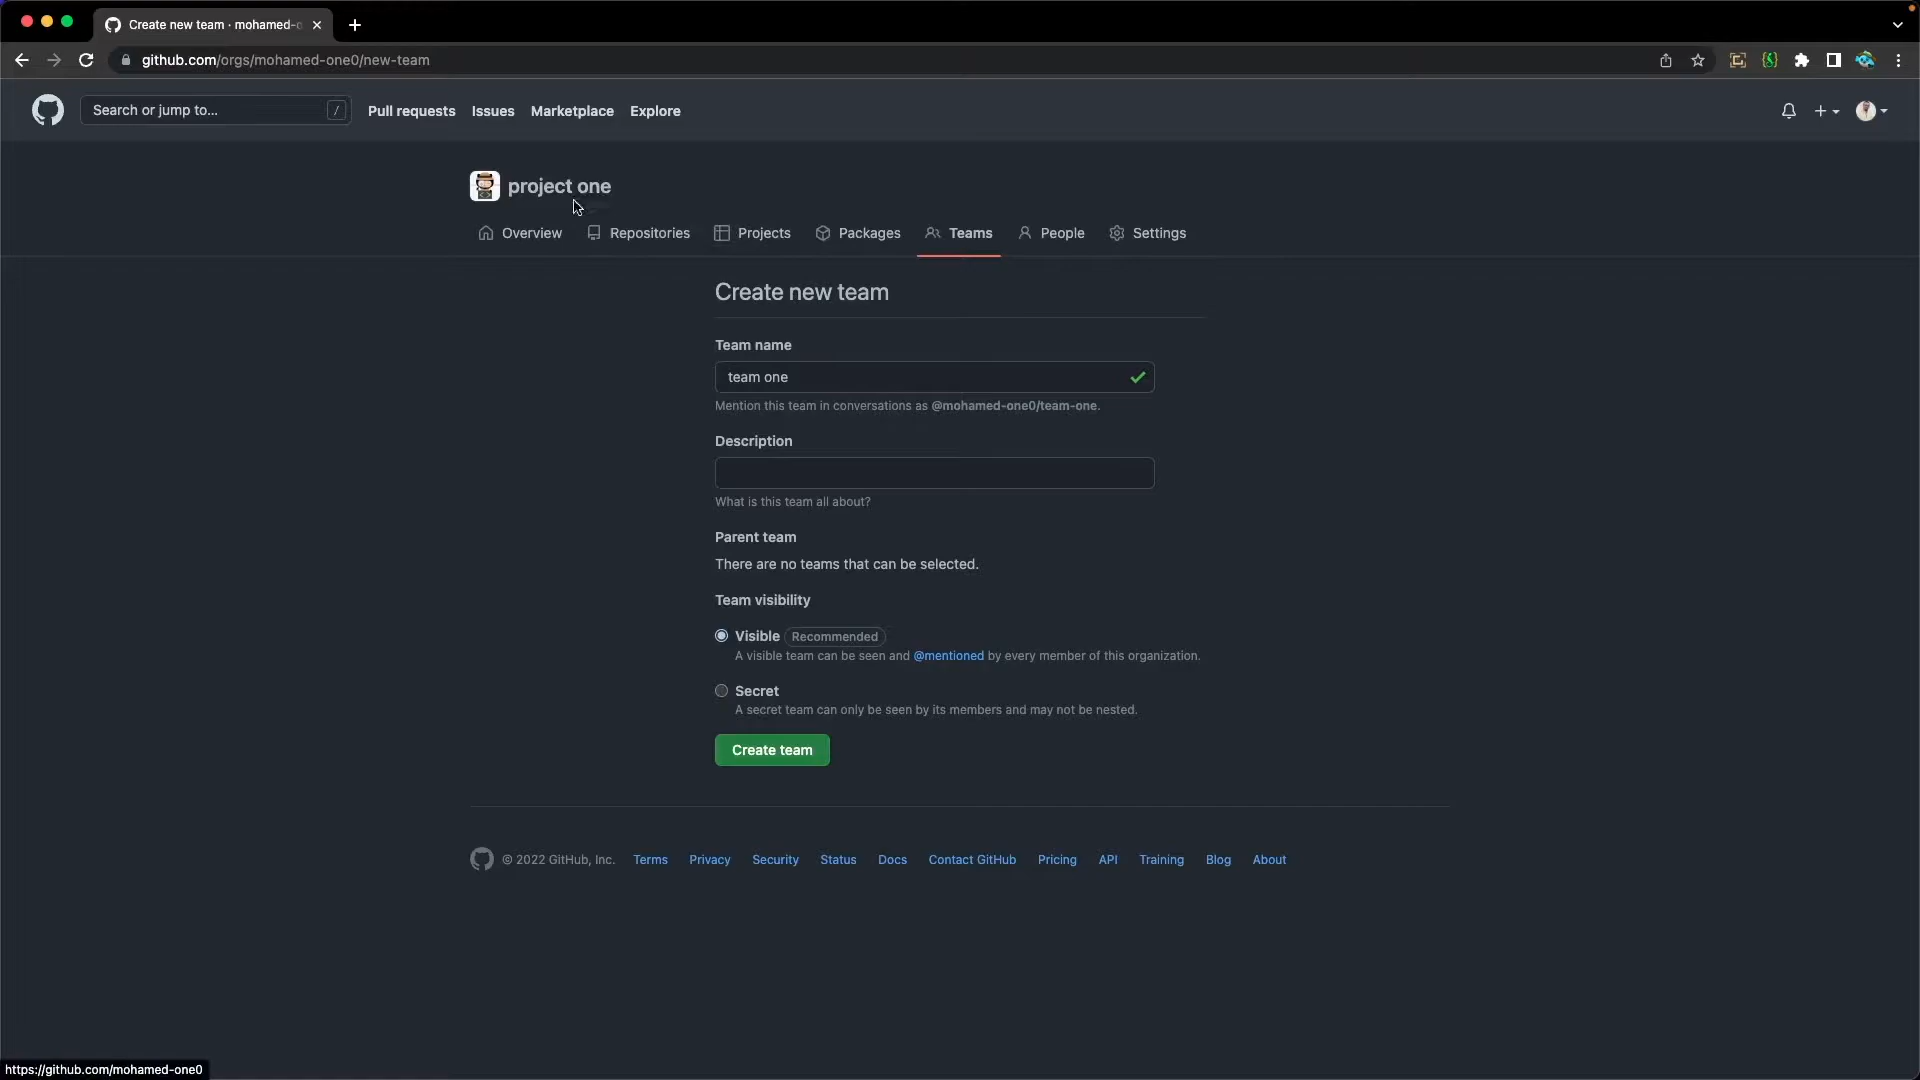 Create new team · mohamed-o
github.com/orgs/mohamed-one0/new-team
Search or jump to... /
Pull requests Issues Marketplace Explore
project one
Overview Repositories Projects Packages Teams People Settings
Create new team
Team name
team one
Mention this team in conversations as @mohamed-one0/team-one.
Description
What is this team all about?
Parent team
There are no teams that can be selected.
Team visibility
Visible Recommended
A visible team can be seen and @mentioned by every member of this organization.
Secret
A secret team can only be seen by its members and may not be nested.
Create team
© 2022 GitHub, Inc. Terms Privacy Security Status Docs Contact GitHub Pricing API Training Blog About
https://github.com/mohamed-one0